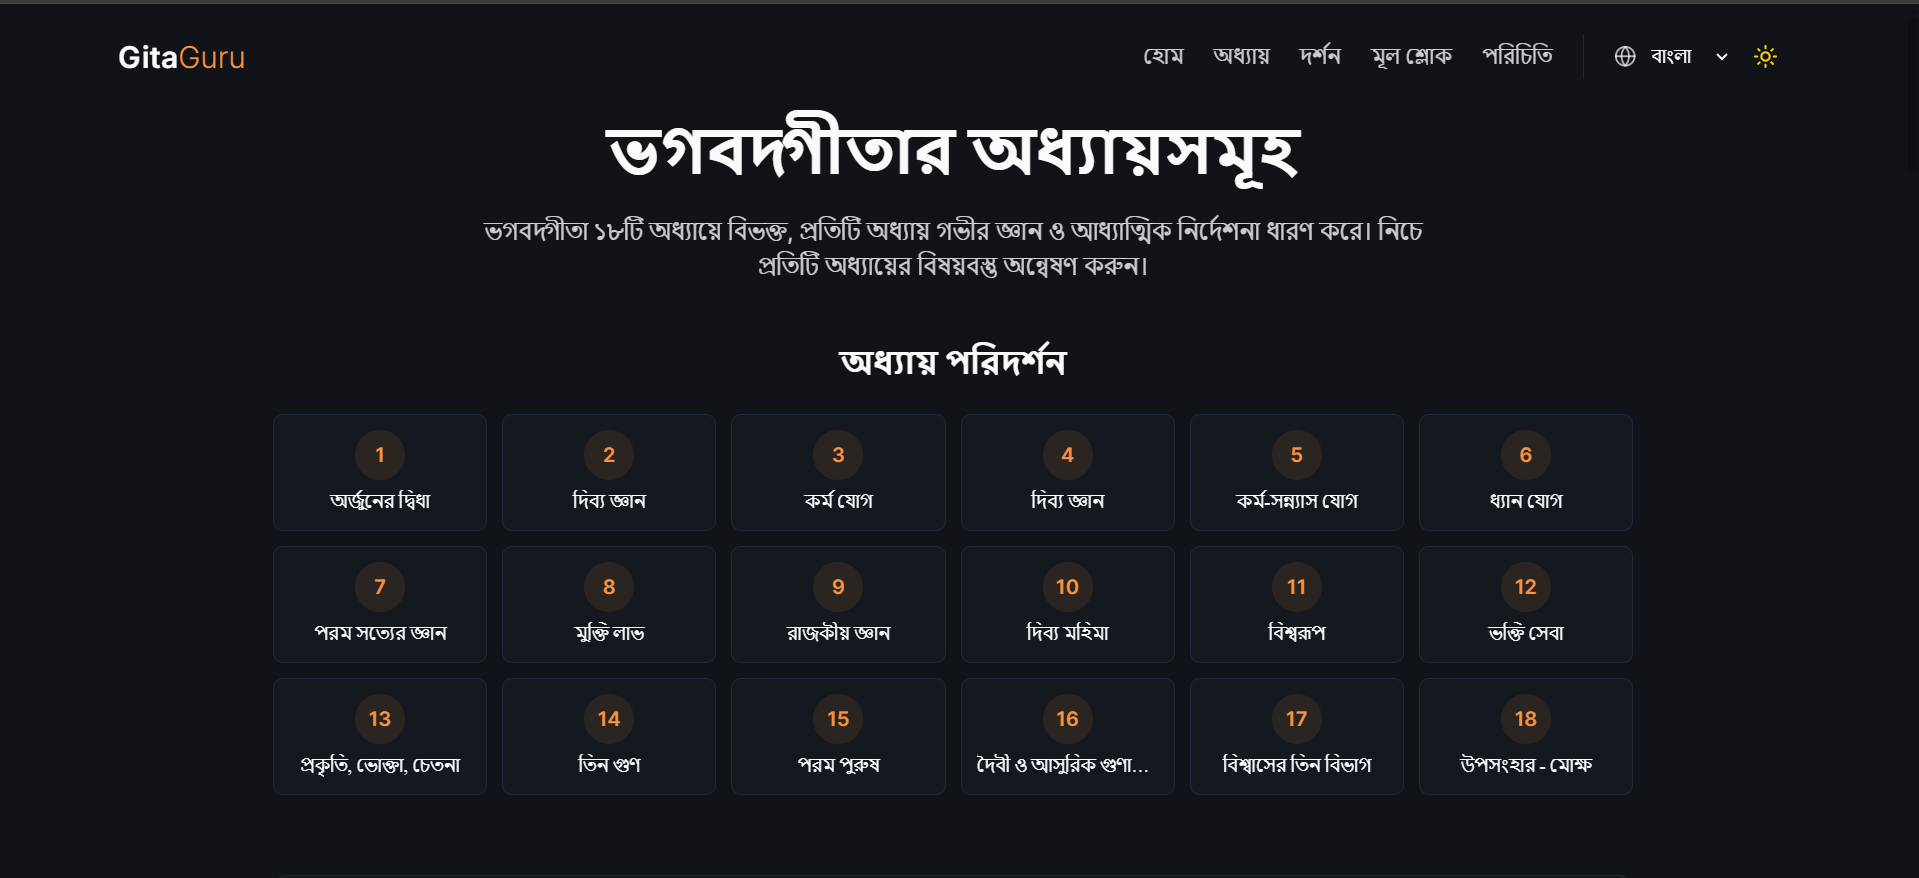 GitaGuru
হোম অধ্যায় দর্শন মূল শ্লোক পরিচিতি বাংলা
ভগবদ্গীতার অধ্যায়সমূহ
ভগবদ্গীতা ১৮টি অধ্যায়ে বিভক্ত, প্রতিটি অধ্যায় গভীর জ্ঞান ও আধ্যাত্মিক নির্দেশনা ধারণ করে। নিচে
প্রতিটি অধ্যায়ের বিষয়বস্তু অন্বেষণ করুন।
অধ্যায় পরিদর্শন
1 2 3 4 5 6
অর্জুনের দ্বিধা দিব্য জ্ঞান কর্ম যোগ দিব্য জ্ঞান কর্ম-সন্ন্যাস যোগ ধ্যান যোগ
7 8 9 10 11 12
পরম সত্যের জ্ঞান মুক্তি লাভ রাজকীয় জ্ঞান দিব্য মহিমা বিশ্বরূপ ভক্তি সেবা
13 14 15 16 17 18
প্রকৃতি, ভোক্তা, চেতনা তিন গুণ পরম পুরুষ দৈবী ও আসুরিক গুণা... বিশ্বাসের তিন বিভাগ উপসংহার - মোক্ষ